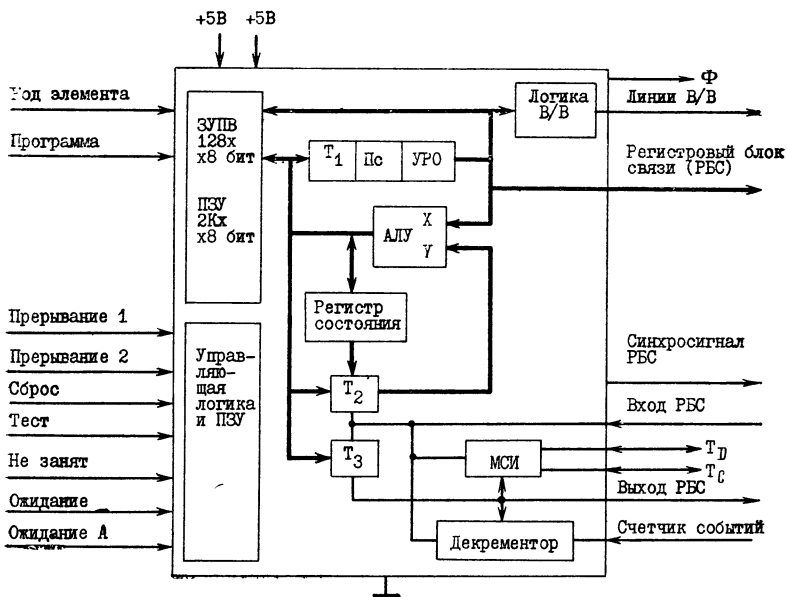 +5В +5В
Код элемента
Программа
Прерывание 1
Прерывание 2
Сброс
Тест
Не занят
Ожидание
Ожидание А
ЗУПВ
128х
х8 бит
ПЗУ
2Кх
х8 бит
Управ-
ляю-
щая
логика
и ПЗУ
Т1 Пс УРО
АЛУ Х
Y
Регистр
состояния
Т2
Т3
МСИ
Декрементор
Логика
В/В
Ф
Линии В/В
Регистровый блок
связи (РБС)
Синхросигнал
РБС
Вход РБС
ТD
ТC
Выход РБС
Счетчик событий